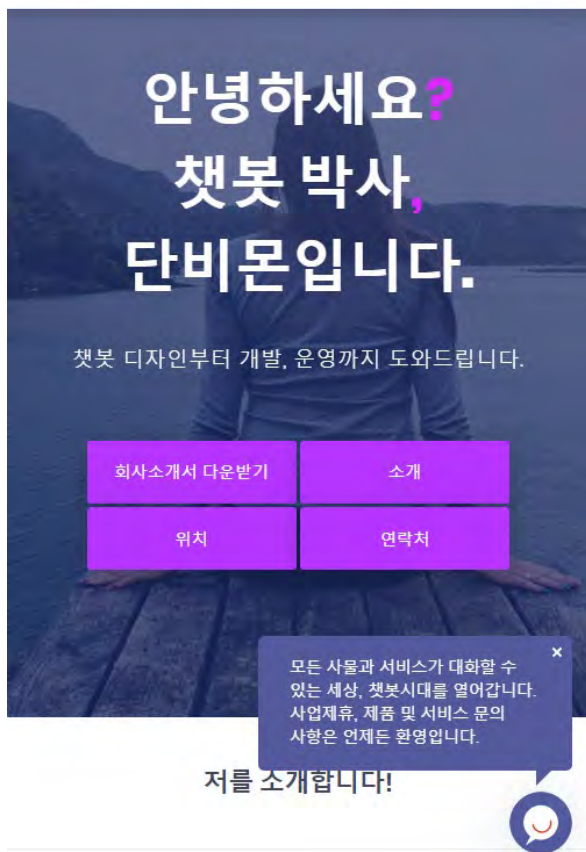 안녕하세요?
챗봇 박사,
단비몬입니다.
챗봇 디자인부터 개발, 운영까지 도와드립니다.
회사소개서 다운받기
소개
위치
연락처
×
모든 사물과 서비스가 대화할 수
있는 세상, 챗봇시대를 열어갑니다.
사업제휴, 제품 및 서비스 문의
사항은 언제든 환영입니다.
저를 소개합니다!